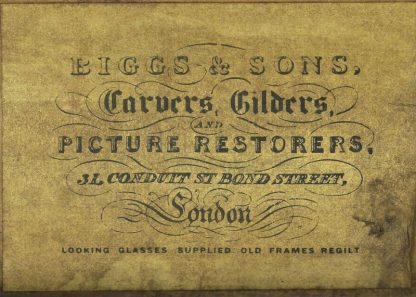 BIGGS & SONS,
Carvers, Gilders,
AND
PICTURE RESTORERS,
31, CONDUIT ST BOND STREET,
London
LOOKING GLASSES SUPPLIED. OLD FRAMES REGILT